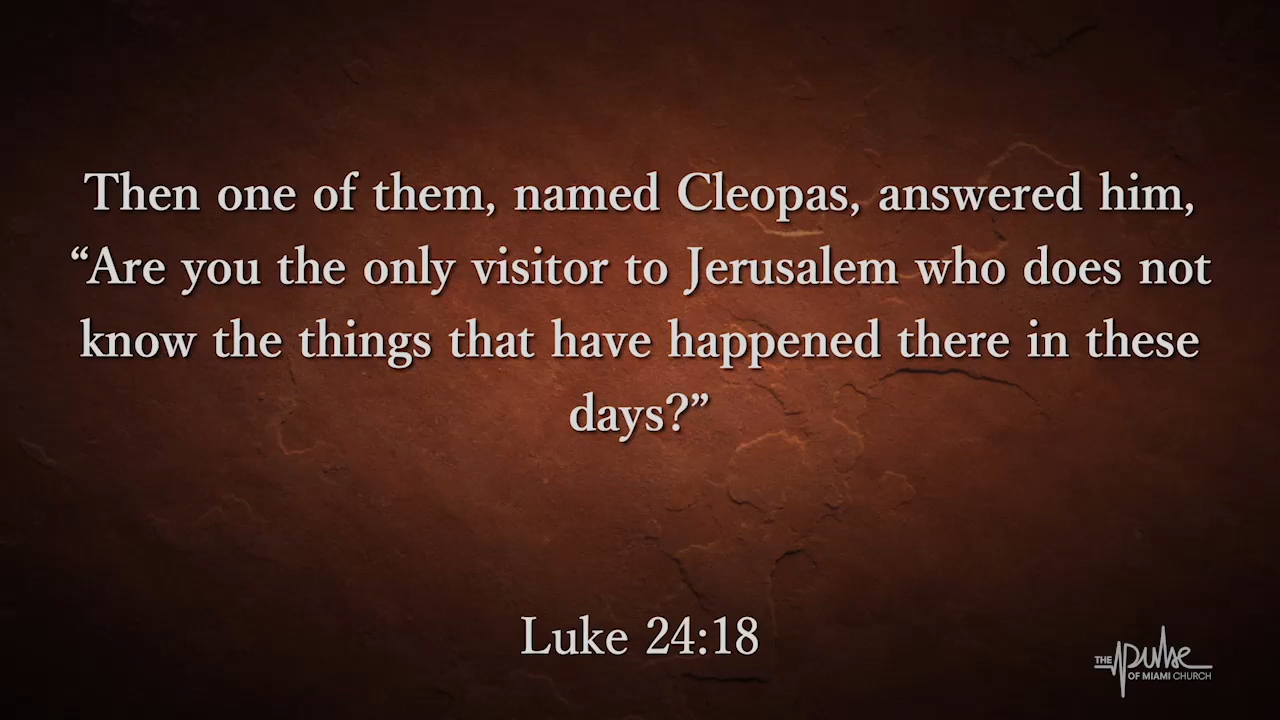 Then one of them, named Cleopas, answered him,
“Are you the only visitor to Jerusalem who does not
know the things that have happened there in these
days?”
Luke 24:18
THE pulse
OF MIAMI CHURCH